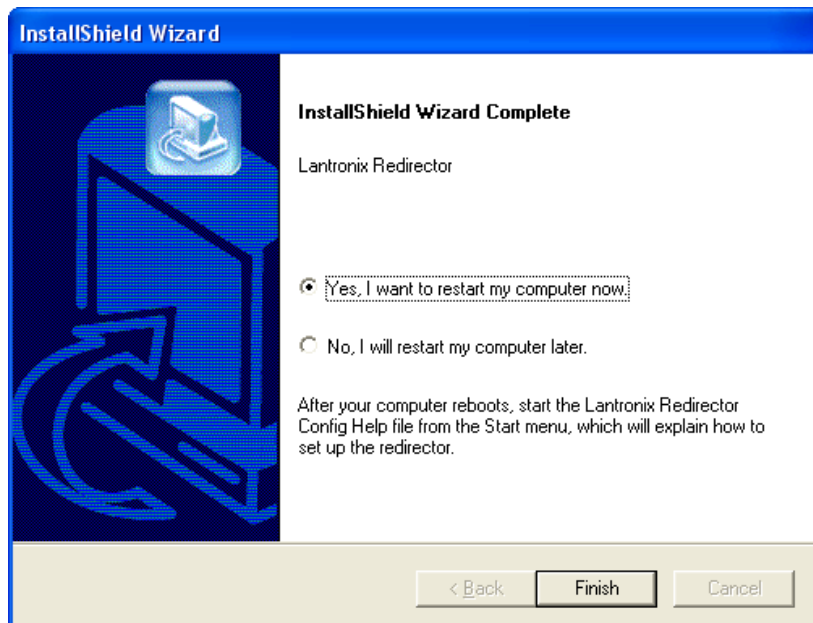 InstallShield Wizard
InstallShield Wizard Complete
Lantronix Redirector
Yes, I want to restart my computer now.
No, I will restart my computer later.
After your computer reboots, start the Lantronix Redirector
Config Help file from the Start menu, which will explain how to
set up the redirector.
< Back
Finish
Cancel